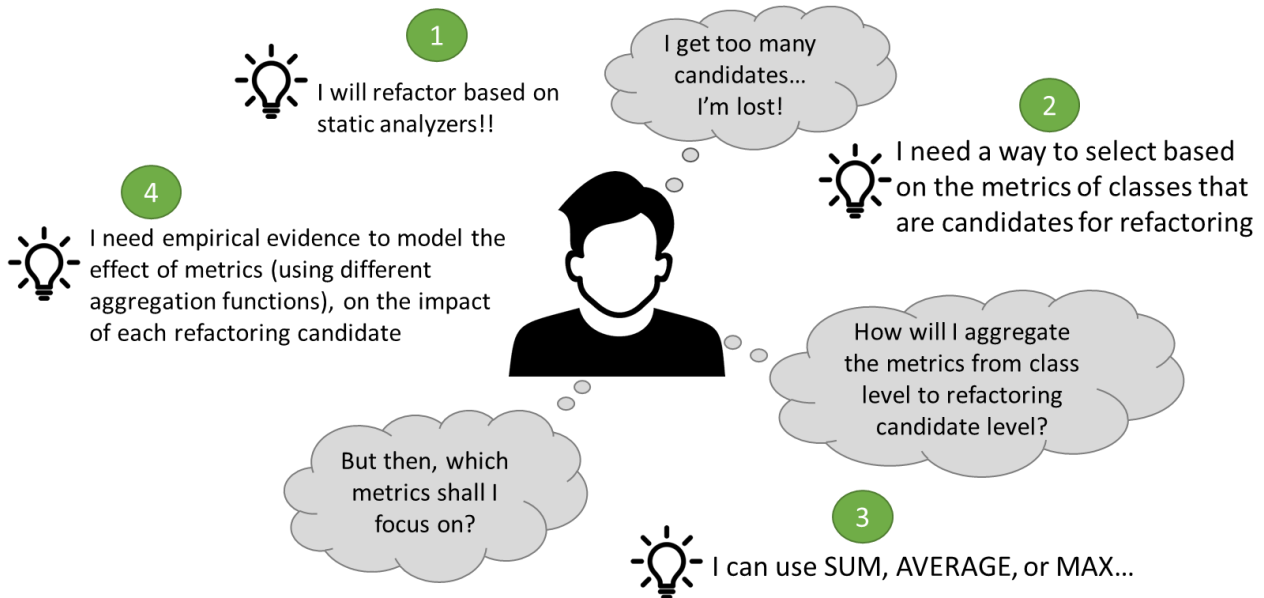 1
I will refactor based on
static analyzers!!
I get too many
candidates…
I'm lost!
2
I need a way to select based
on the metrics of classes that
are candidates for refactoring
How will I aggregate
the metrics from class
level to refactoring
candidate level?
3
I can use SUM, AVERAGE, or MAX…
But then, which
metrics shall I
focus on?
4
I need empirical evidence to model the
effect of metrics (using different
aggregation functions), on the impact
of each refactoring candidate